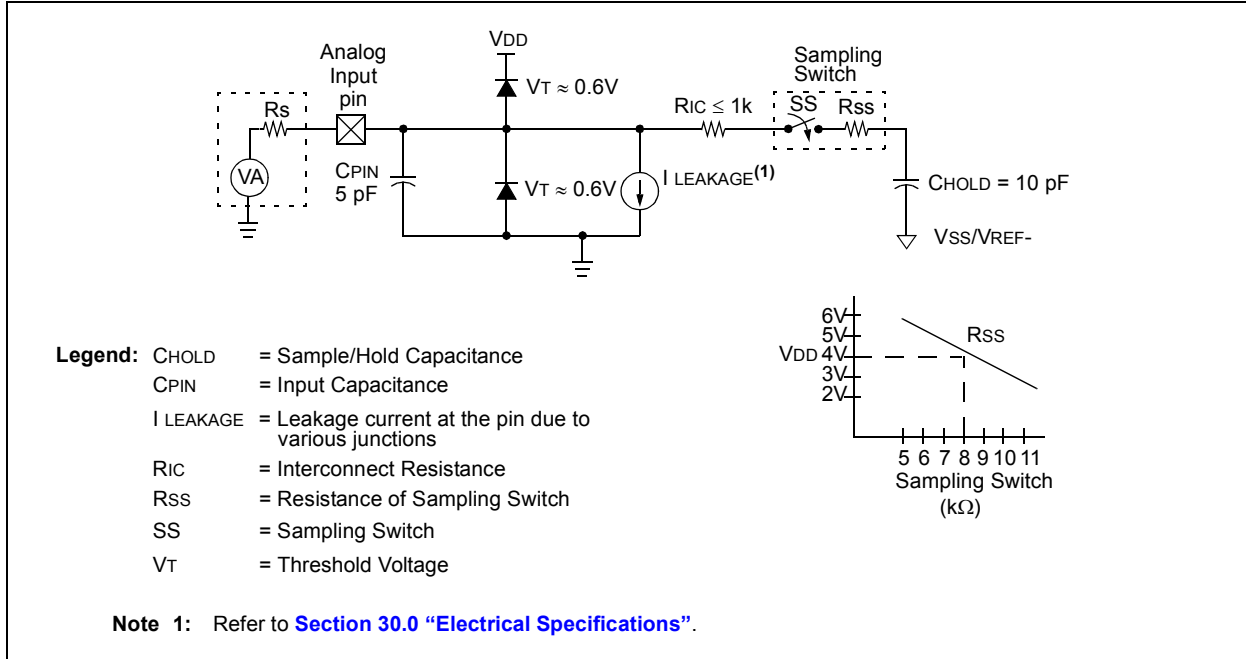 VDD
Analog
Input
pin
Sampling
Switch
VT ≈ 0.6V
Rs
RIC ≤ 1k
SS
Rss
VA
CPIN
5 pF
VT ≈ 0.6V
I LEAKAGE(1)
CHOLD = 10 pF
VSS/VREF-
6V
5V
VDD 4V
3V
2V
RSS
5 6 7 8 9 10 11
Sampling Switch
(kΩ)
Legend: CHOLD = Sample/Hold Capacitance
CPIN = Input Capacitance
I LEAKAGE = Leakage current at the pin due to
various junctions
RIC = Interconnect Resistance
RSS = Resistance of Sampling Switch
SS = Sampling Switch
VT = Threshold Voltage
Note 1: Refer to Section 30.0 “Electrical Specifications”.